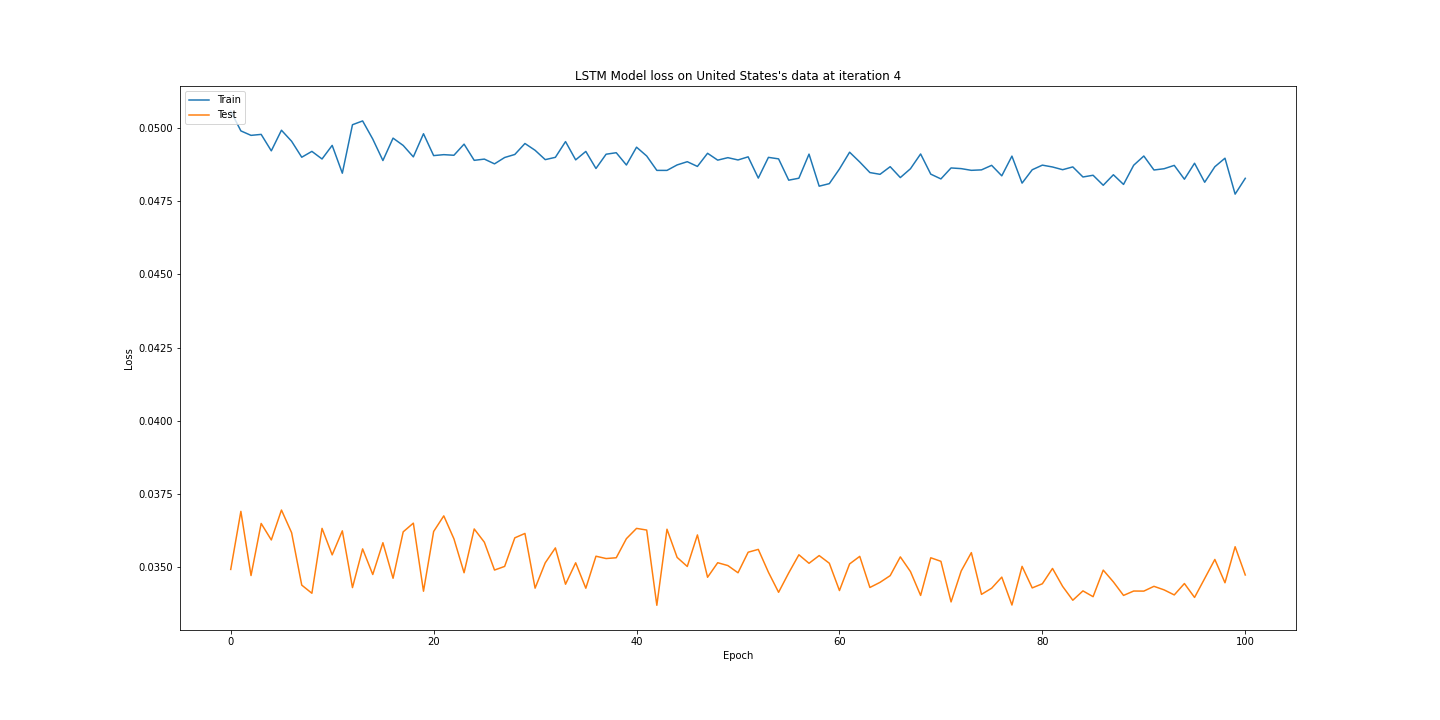 LSTM Model loss on United States's data at iteration 4
Train
Test
0.0500
0.0475
0.0450
0.0425
0.0400
0.0375
0.0350
Loss
0 20 40 60 80 100
Epoch